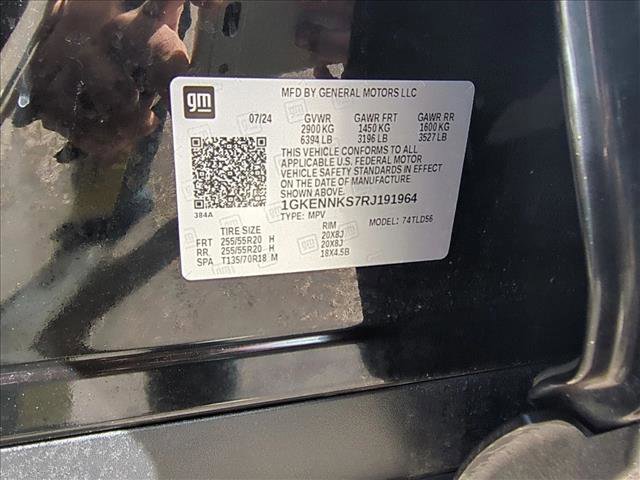 gm
MFD BY GENERAL MOTORS LLC
07/24 GVWR GAWR FRT GAWR RR
2900 KG 1450 KG 1600 KG
6394 LB 3196 LB 3527 LB
THIS VEHICLE CONFORMS TO ALL
APPLICABLE U.S. FEDERAL MOTOR
VEHICLE SAFETY STANDARDS IN EFFECT
ON THE DATE OF MANUFACTURE
SHOWN ABOVE.
384A
1GKENNKS7RJ191964
TYPE: MPV MODEL: 74TLD56
TIRE SIZE RIM
FRT 255/55R20 H 20X8J
RR 255/55R20 H 20X8J
SPA T135/70R18 M 18X4.5B